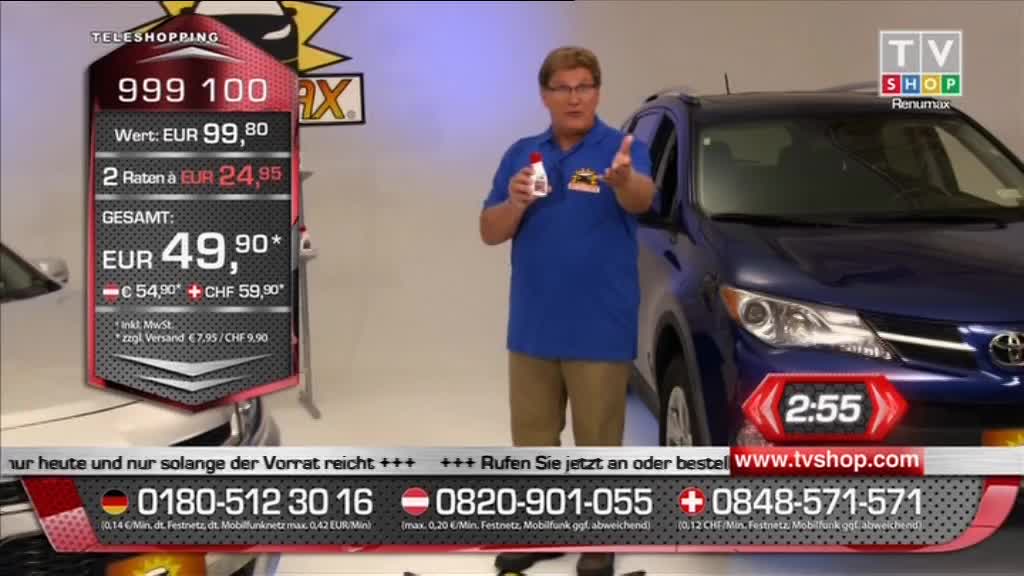 TELESHOPPING
999 100
Wert: EUR 99,80
2 Raten à EUR 24,95
GESAMT:
EUR 49,90*
€ 54,90* CHF 59,90*
* inkl. MwSt.
* zzgl. Versand € 7,95 / CHF 9,90
AX®
TV
SHOP
Renumax
2:55
nur heute und nur solange der Vorrat reicht +++ +++ Rufen Sie jetzt an oder bestel
www.tvshop.com
0180-512 30 16
(0,14 €/Min. dt. Festnetz, dt. Mobilfunknetz max. 0,42 EUR/Min)
0820-901-055
(max. 0,20 €/Min. Festnetz, Mobilfunk ggf. abweichend)
0848-571-571
(0,12 CHF/Min. Festnetz, Mobilfunk ggf. abweichend)